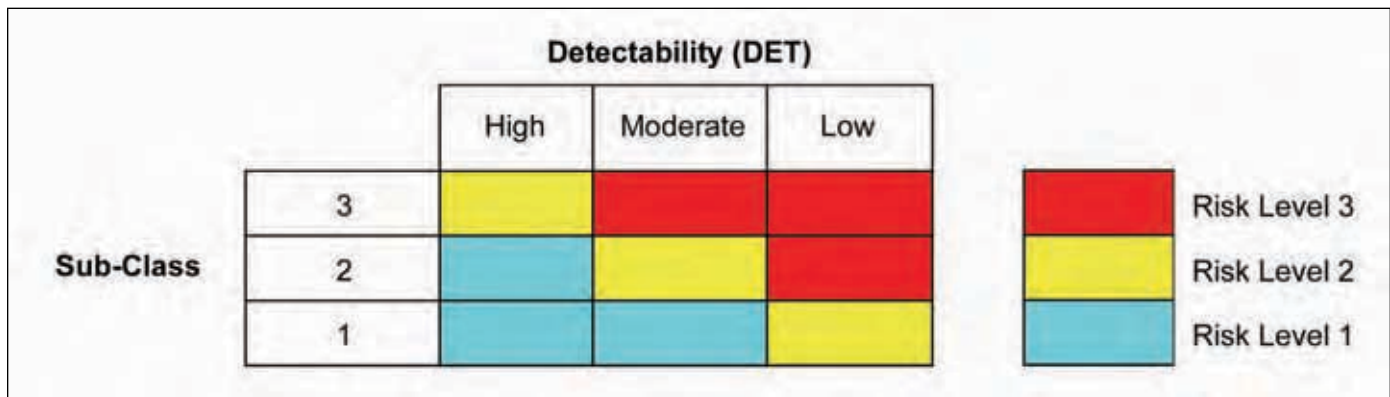 Detectability (DET)
High Moderate Low
3 Risk Level 3
Sub-Class 2 Risk Level 2
1 Risk Level 1